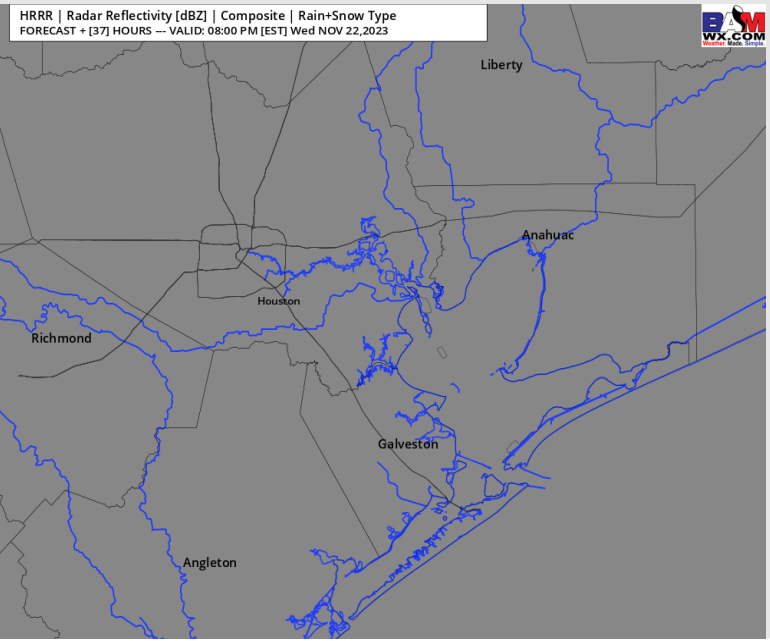 HRRR | Radar Reflectivity [dBZ] | Composite | Rain+Snow Type
FORECAST + [37] HOURS --- VALID: 08:00 PM [EST] Wed NOV 22,2023
BAM
WX.COM
Weather. Made. Simple.
Liberty
Anahuac
Houston
Richmond
Galveston
Angleton